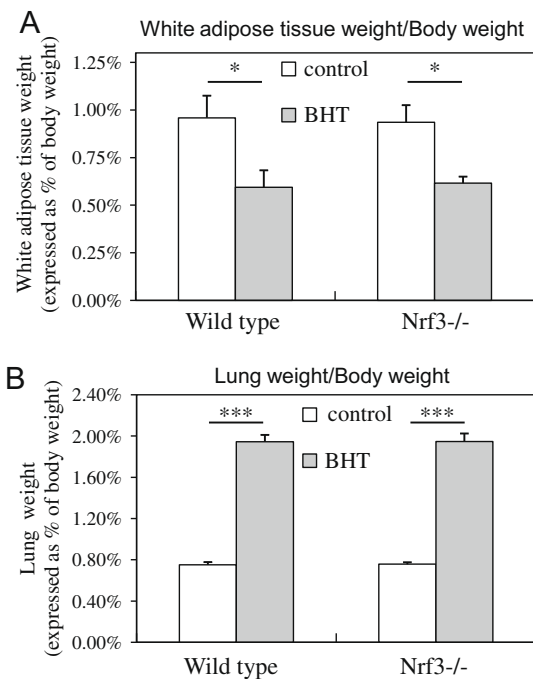 A
White adipose tissue weight/Body weight
White adipose tissue weight
(expressed as % of body weight)
1.25%
1.00%
0.75%
0.50%
0.25%
0.00%
*
control
*
BHT
Wild type
Nrf3-/-
B
Lung weight/Body weight
Lung weight
(expressed as % of body weight)
2.40%
2.00%
1.60%
1.20%
0.80%
0.40%
0.00%
***
control
***
BHT
Wild type
Nrf3-/-